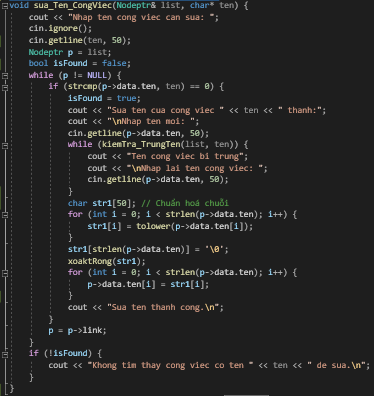 void sua_Ten_CongViec(Nodeptr& list, char* ten) {
cout << "Nhap ten cong viec can sua: ";
cin.ignore();
cin.getline(ten, 50);
Nodeptr p = list;
bool isFound = false;
while (p != NULL) {
if (strcmp(p->data.ten, ten) == 0) {
isFound = true;
cout << "Sua ten cua cong viec " << ten << " thanh:";
cout << "\nNhap ten moi: ";
cin.getline(p->data.ten, 50);
while (kiemTra_TrungTen(list, ten)) {
cout << "Ten cong viec bi trung";
cout << "\nNhap lai ten cong viec: ";
cin.getline(p->data.ten, 50);
}
char str1[50]; // Chuẩn hoá chuỗi
for (int i = 0; i < strlen(p->data.ten); i++) {
str1[i] = tolower(p->data.ten[i]);
}
str1[strlen(p->data.ten)] = '\0';
xoaktRong(str1);
for (int i = 0; i < strlen(p->data.ten); i++) {
p->data.ten[i] = str1[i];
}
cout << "Sua ten thanh cong.\n";
}
p = p->link;
}
if (!isFound) {
cout << "Khong tim thay cong viec co ten " << ten << " de sua.\n";
}
}